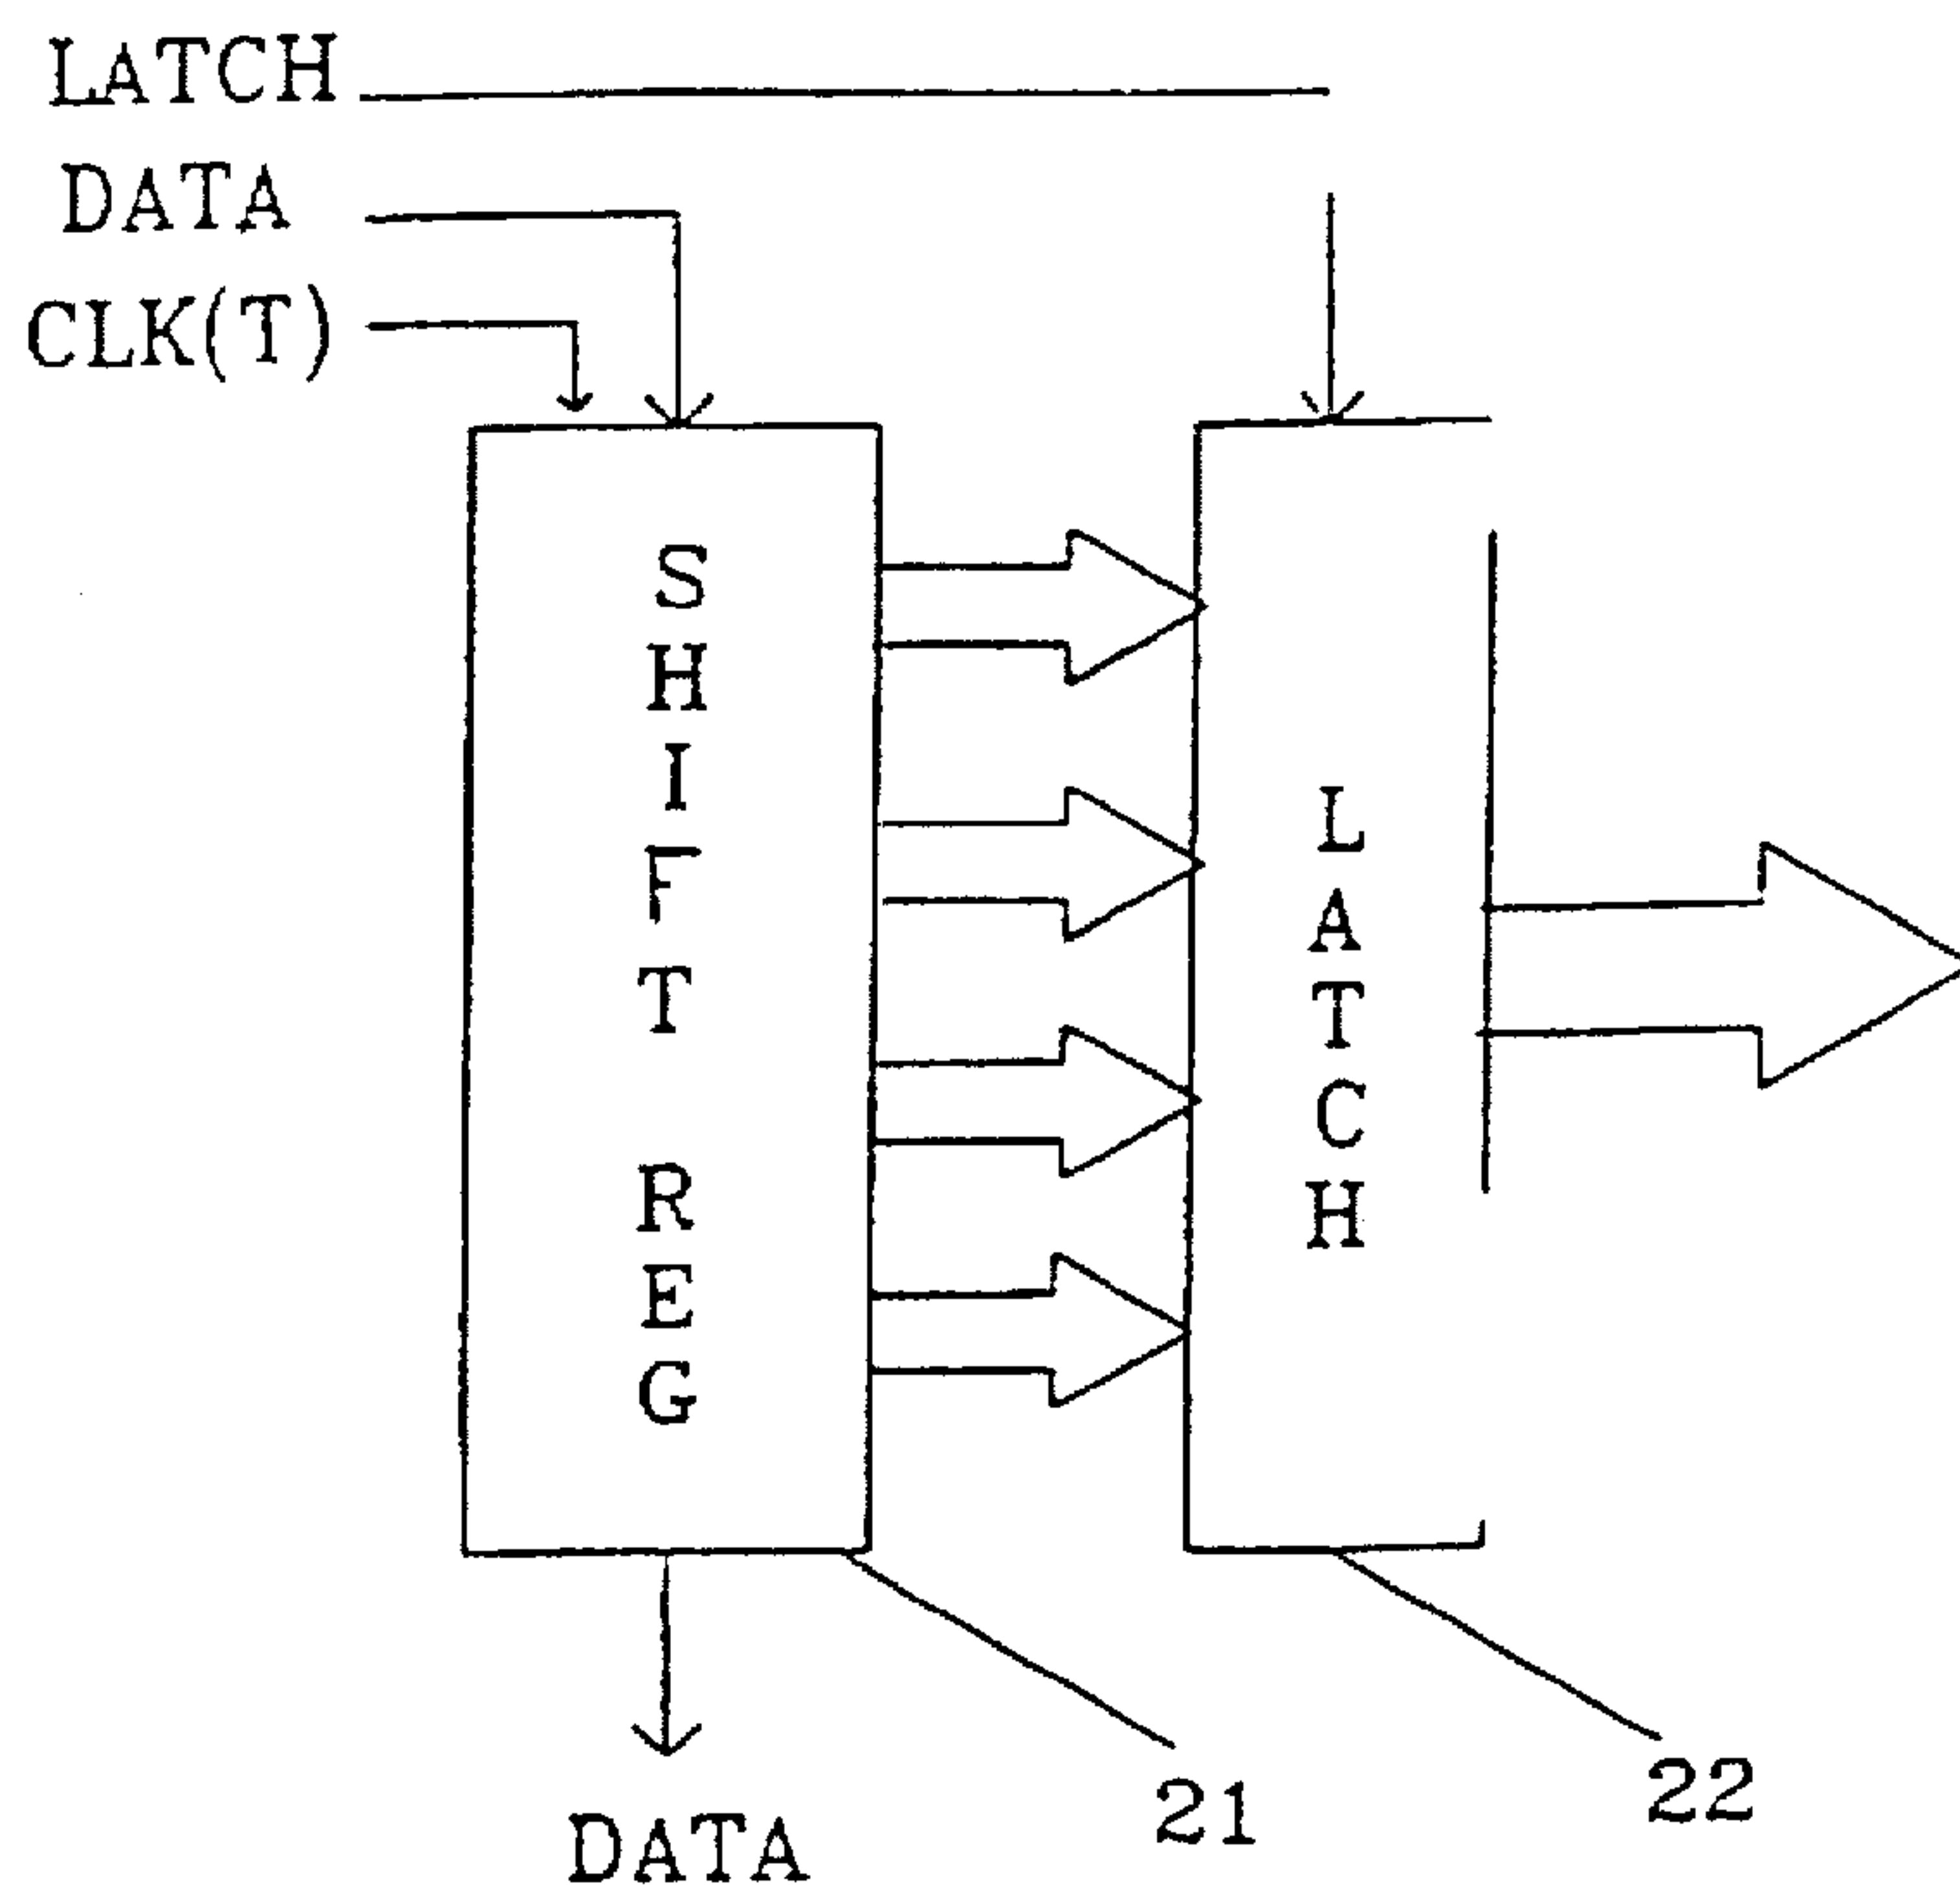 LATCH
DATA
CLK(T)
SHIFT REG
LATCH
21
22
DATA